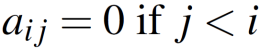 $a_{ij} = 0$ if $j < i$